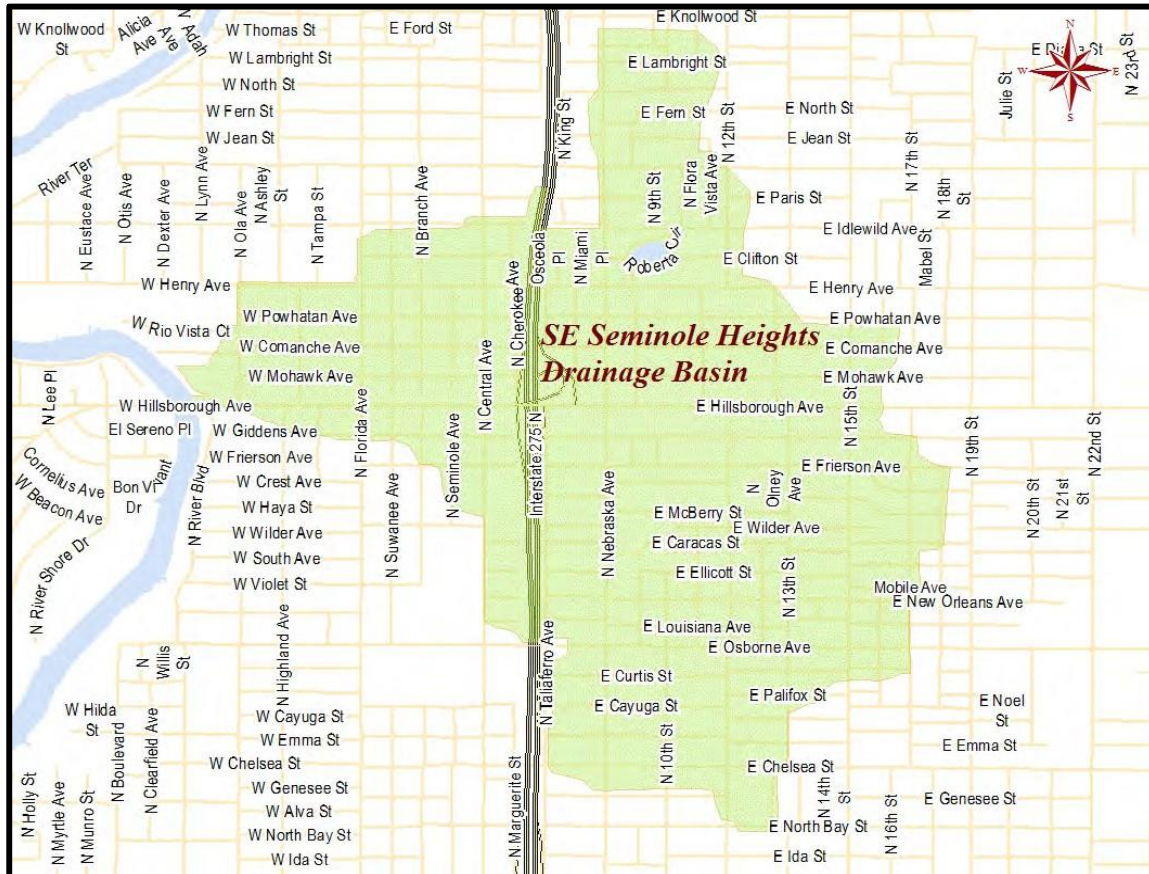 W Knollwood
St
Alicia
Ave
Ave
N Adah
W Thomas St
E Ford St
E Knollwood St
N
W
E
S
N 23rd St
W Lambright St
E Lambright St
Julie St
W North St
W Fern St
E Fern St
E North St
W Jean St
E Jean St
N King St
N 12th St
N 17th St
River Ter
N Eustace Ave
N Otis Ave
N Dexter Ave
N Lynn Ave
N Ola Ave
N Ashley
St
N Tampa St
N Branch Ave
N 9th St
N Flora
Vista Ave
E Paris St
N 18th
St
E Idlewild Ave
Mabel St
Osceola
Pl
N Miami
Pl
Roberta Cir
E Clifton St
W Henry Ave
E Henry Ave
N Cherokee Ave
W Rio Vista Ct
W Powhatan Ave
E Powhatan Ave
SE Seminole Heights
Drainage Basin
W Comanche Ave
E Comanche Ave
W Mohawk Ave
E Mohawk Ave
N Lee Pl
N Central Ave
W Hillsborough Ave
E Hillsborough Ave
El Sereno Pl
W Giddens Ave
N Florida Ave
N Seminole Ave
Interstate 275 N
N 15th St
N 19th St
N 22nd St
Cornelius Ave
W Beacon Ave
W Frierson Ave
E Frierson Ave
Bon Vi
Dr
vant
N River Blvd
W Crest Ave
N Suwanee Ave
N Nebraska Ave
N
Olney
Ave
N 20th St
N 21st
St
W Haya St
E McBerry St
W Wilder Ave
E Wilder Ave
E Caracas St
W South Ave
E Ellicott St
N River Shore Dr
W Violet St
N 13th St
Mobile Ave
E New Orleans Ave
E Louisiana Ave
N
Willis
St
N Highland Ave
E Osborne Ave
N Taliaferro Ave
E Curtis St
E Palifox St
E Noel
St
W Hilda
St
W Cayuga St
E Cayuga St
N Boulevard
N Clearfield Ave
W Emma St
E Emma St
N 10th St
W Chelsea St
E Chelsea St
N Holly St
N Myrtle Ave
N Munro St
W Genesee St
N 14th
St
E Genesee St
N Marguerite St
W Alva St
N 16th St
W North Bay St
E North Bay St
W Ida St
E Ida St